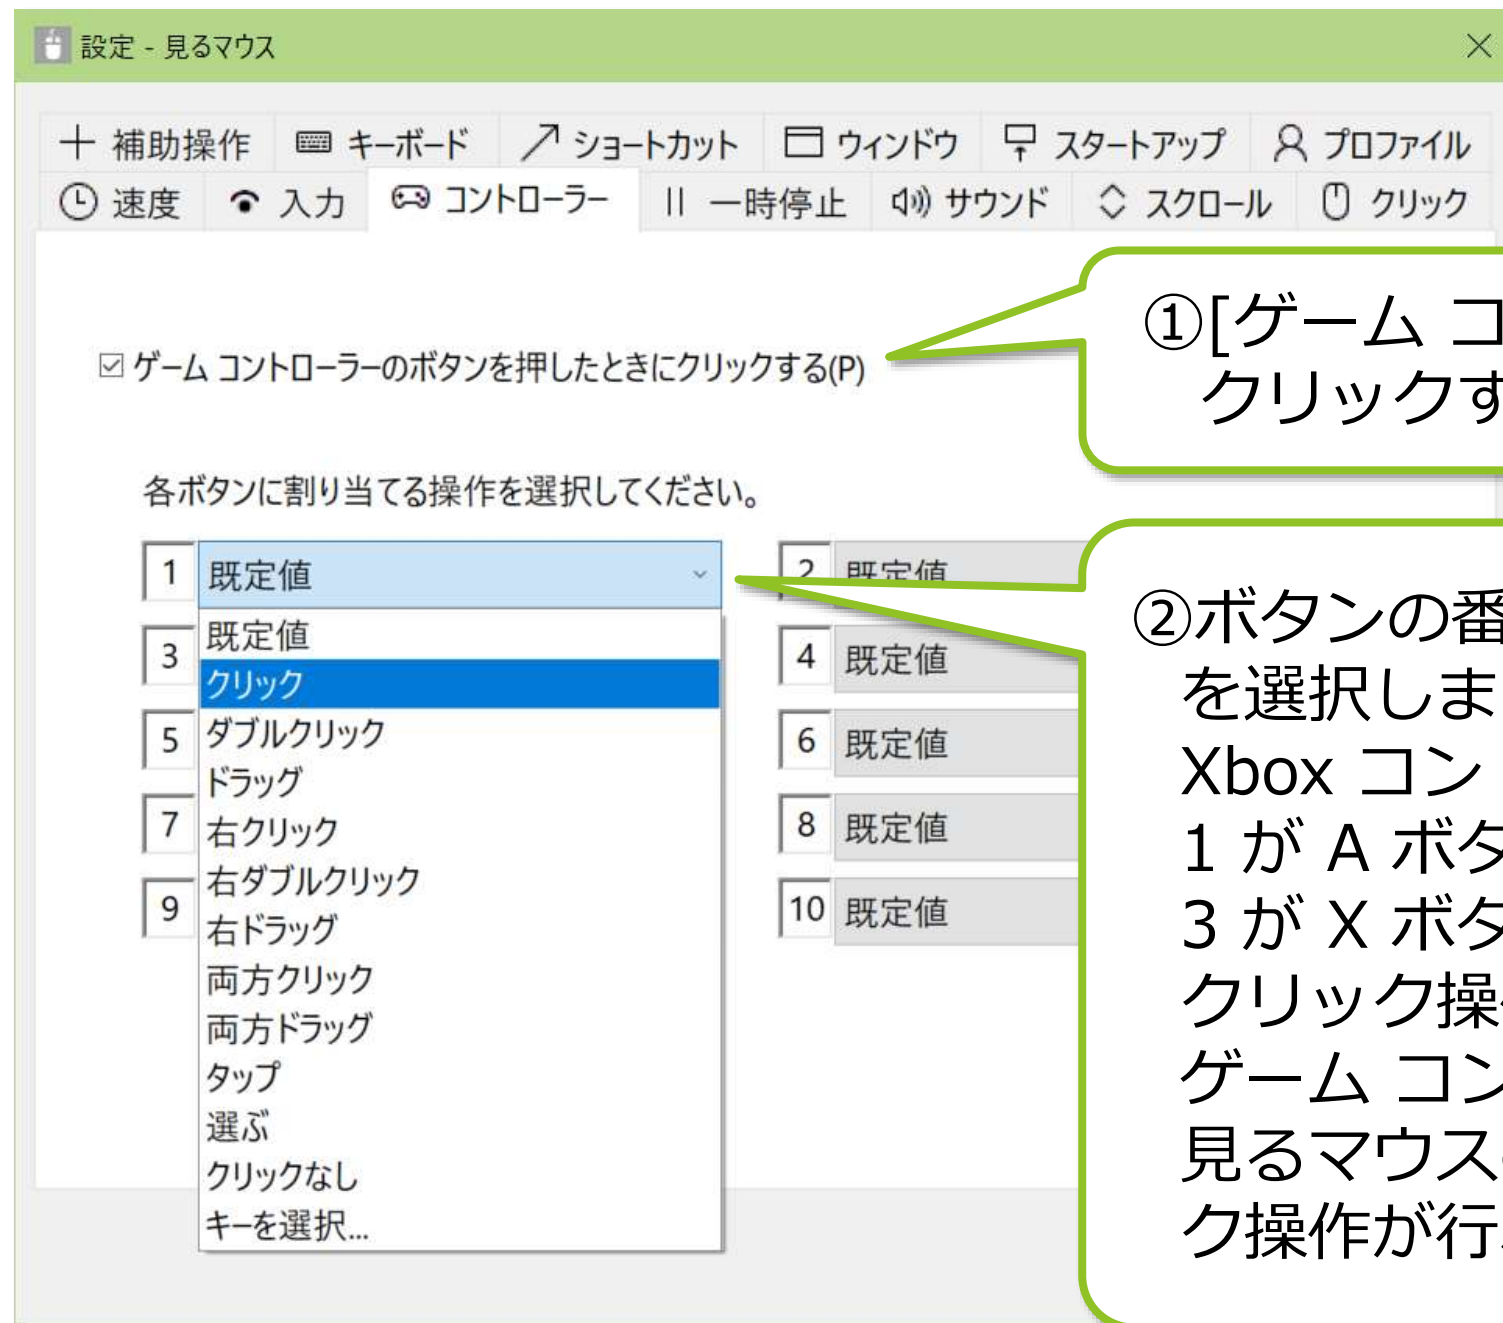 設定 - 見るマウス
補助操作 キーボード ショートカット ウィンドウ スタートアップ プロファイル
速度 入力 コントローラー 一時停止 サウンド スクロール クリック
①[ゲーム コ
クリックす
ゲーム コントローラーのボタンを押したときにクリックする(P)
各ボタンに割り当てる操作を選択してください。
1 既定値
2 既定値
3
4 既定値
5
6 既定値
7
8 既定値
9
10 既定値
既定値
クリック
ダブルクリック
ドラッグ
右クリック
右ダブルクリック
右ドラッグ
両方クリック
両方ドラッグ
タップ
選ぶ
クリックなし
キーを選択...
②ボタンの番
を選択しま
Xbox コン
1 が A ボタ
3 が X ボタ
クリック操
ゲーム コン
見るマウス
ク操作が行